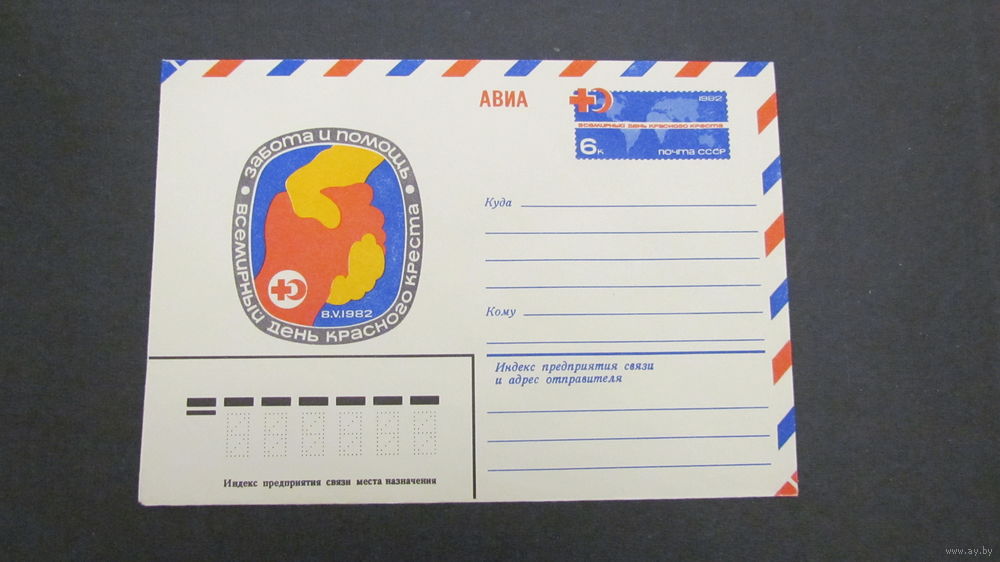 АВИА
1982
ВСЕМИРНЫЙ ДЕНЬ КРАСНОГО КРЕСТА
6к
ПОЧТА СССР
ЗАБОТА И ПОМОЩЬ
ВСЕМИРНЫЙ ДЕНЬ КРАСНОГО КРЕСТА
8.V.1982
Куда
Кому
Индекс предприятия связи
и адрес отправителя
Индекс предприятия связи места назначения
www.ay.by